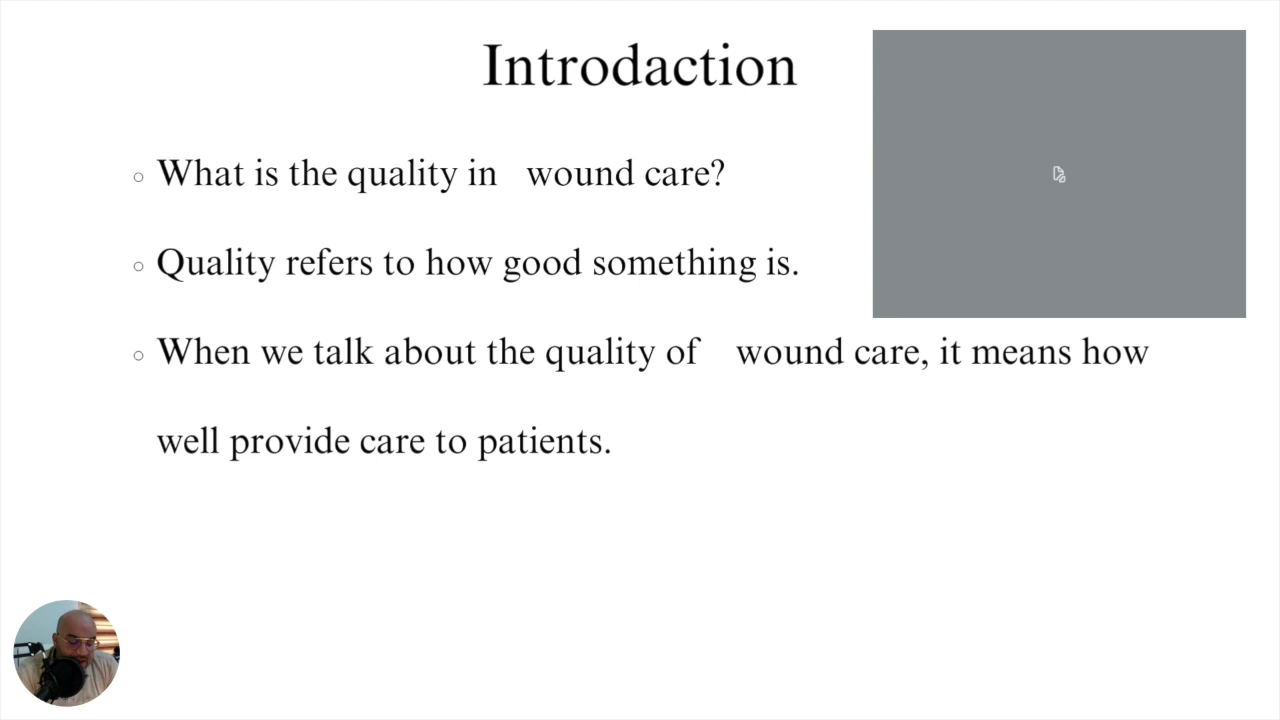 Introdaction
What is the quality in wound care?
Quality refers to how good something is.
When we talk about the quality of wound care, it means how
well provide care to patients.